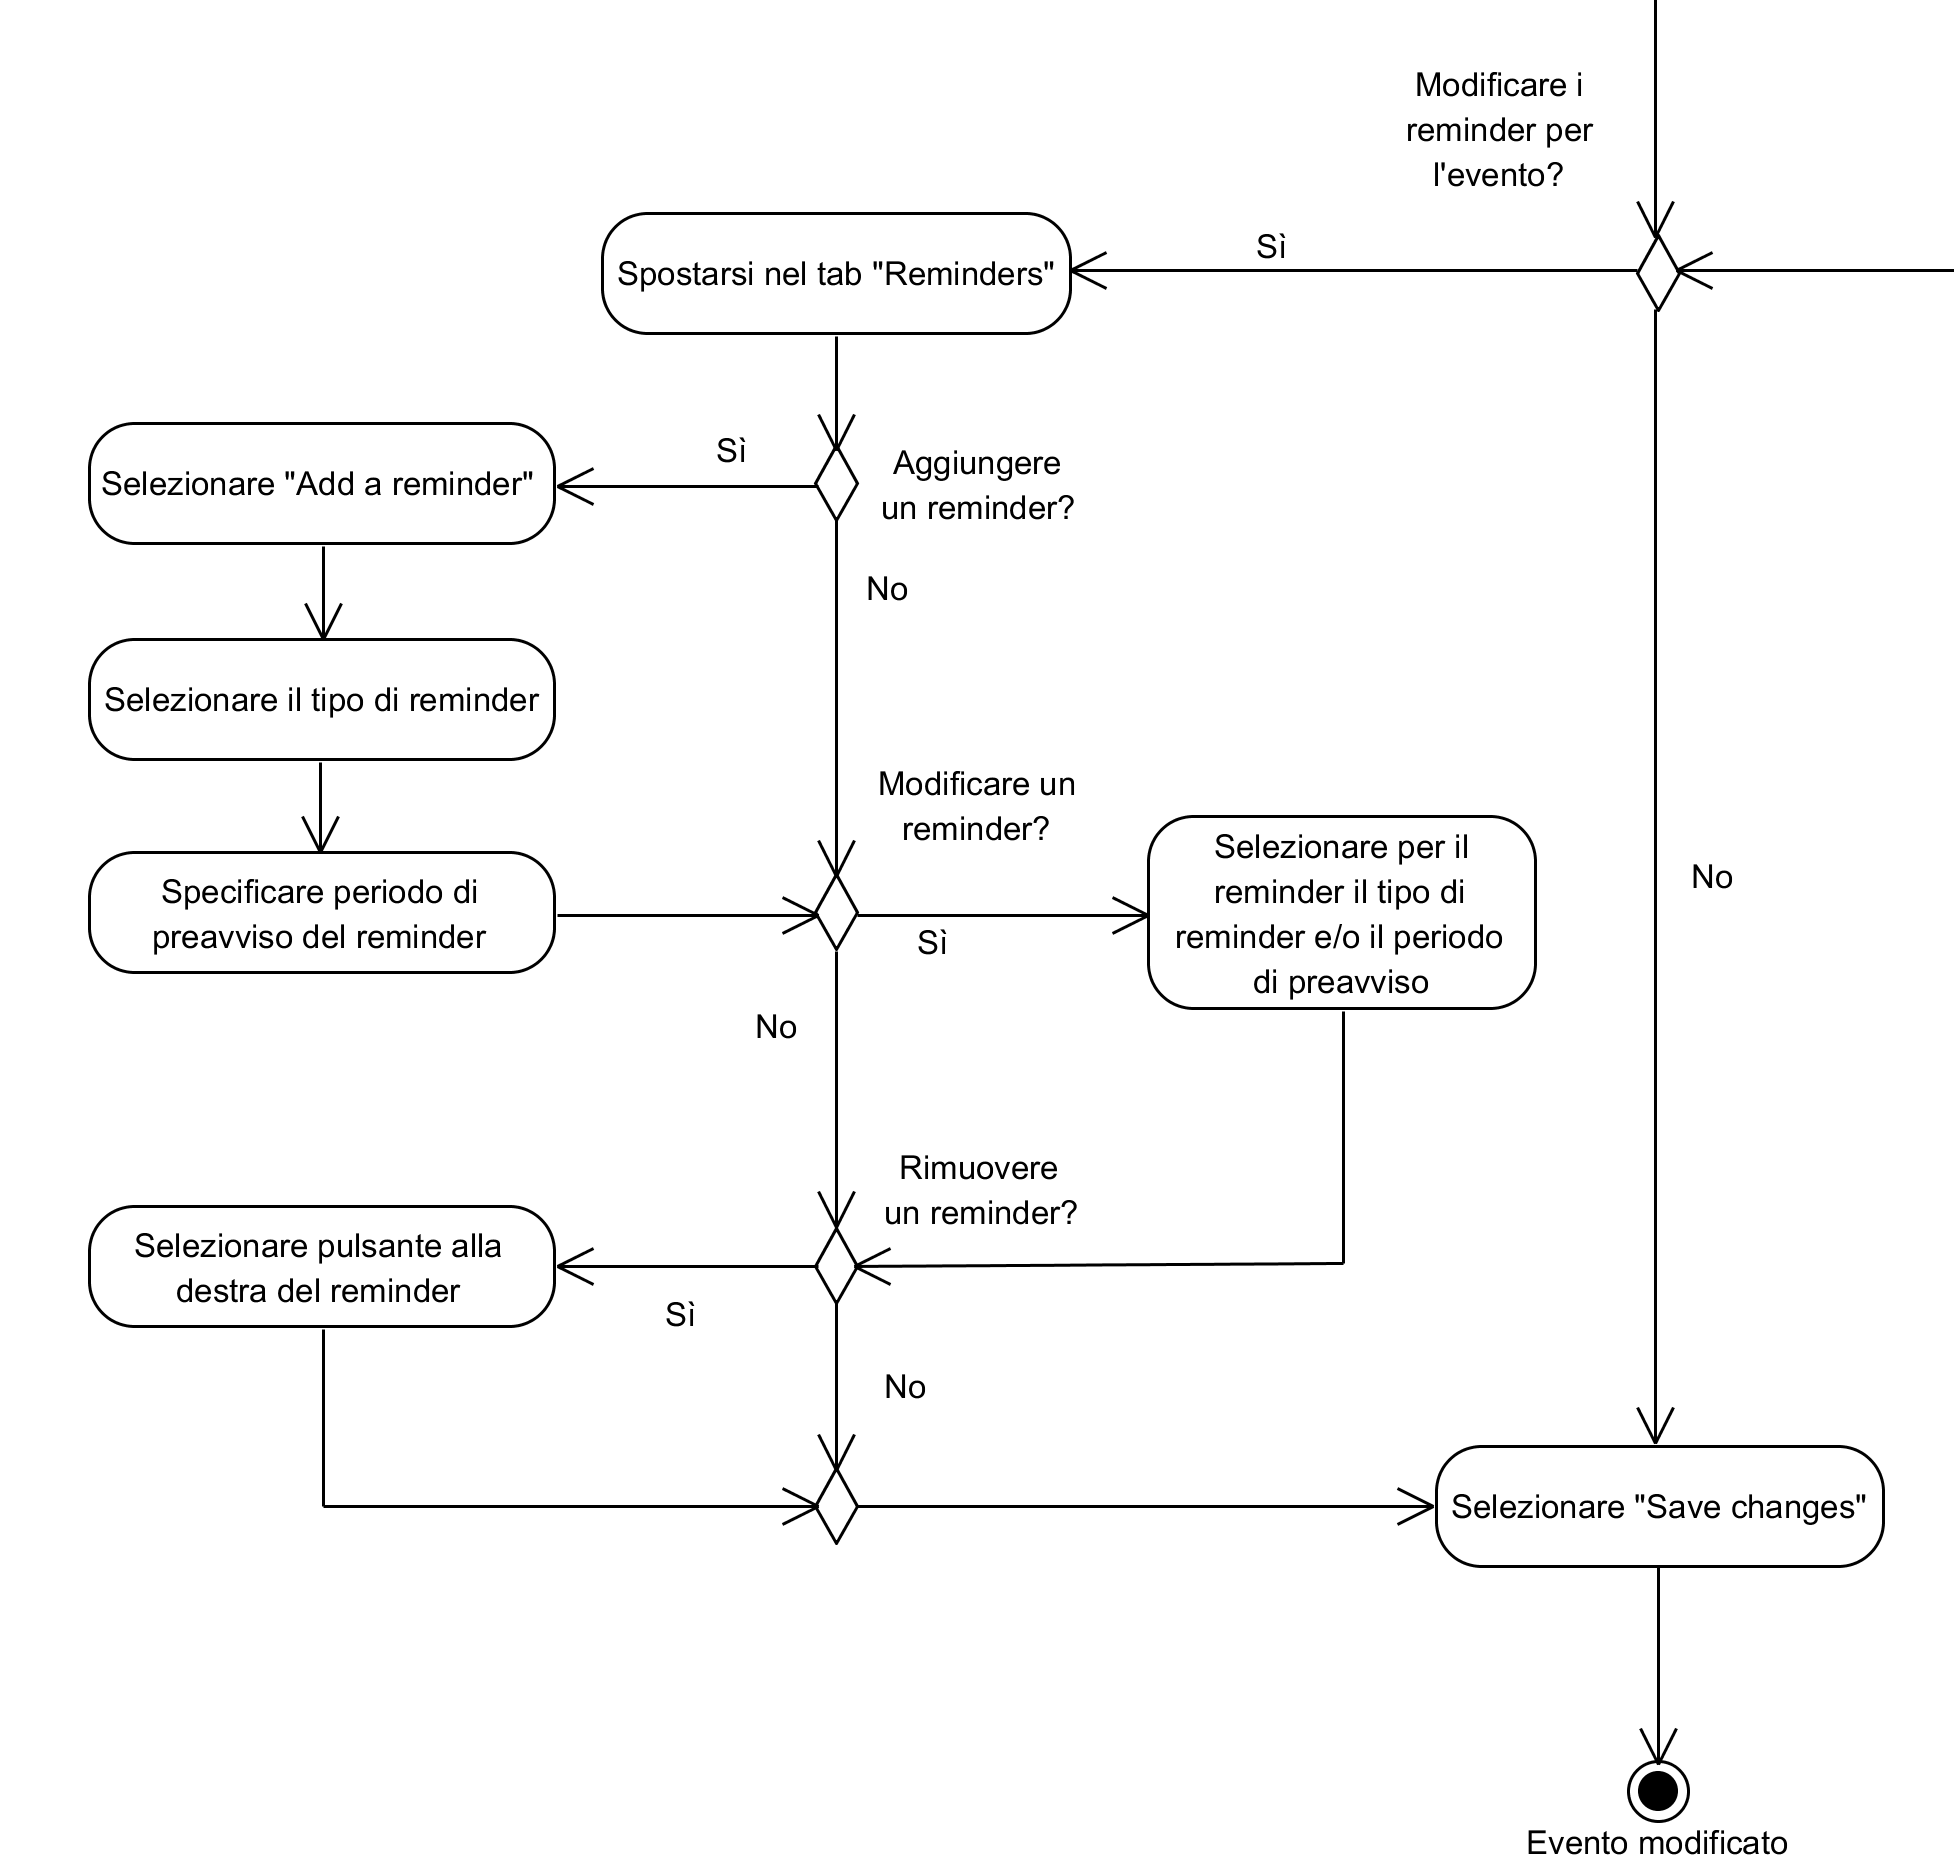 Modificare i
reminder per
l'evento?
Sì
Spostarsi nel tab "Reminders"
Sì
Aggiungere
un reminder?
Selezionare "Add a reminder"
No
Selezionare il tipo di reminder
Modificare un
reminder?
Selezionare per il
reminder il tipo di
reminder e/o il periodo
di preavviso
No
Specificare periodo di
preavviso del reminder
Sì
No
Rimuovere
un reminder?
Selezionare pulsante alla
destra del reminder
Sì
No
Selezionare "Save changes"
Evento modificato